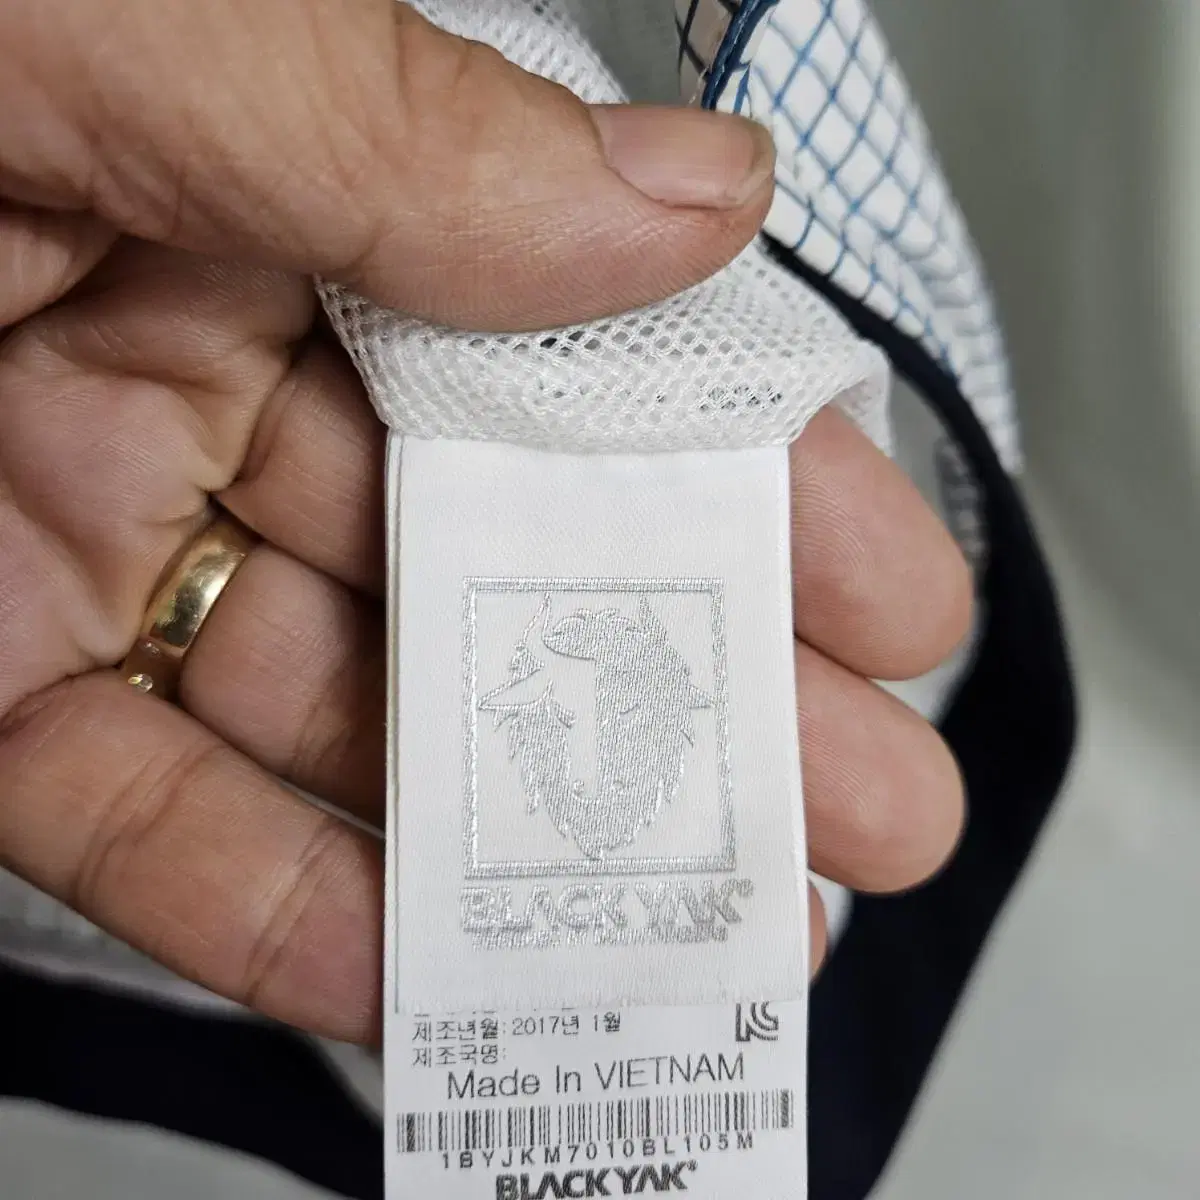 BLACK YAK®
제조년월: 2017년 1월
제조국명:
Made In VIETNAM
1BYJKM7010BL105M
BLACKYAK®